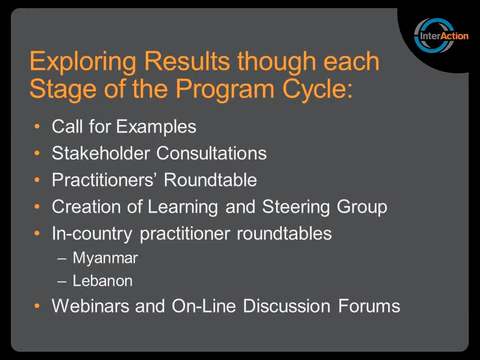 InterAction
Exploring Results though each
Stage of the Program Cycle:
• Call for Examples
• Stakeholder Consultations
• Practitioners' Roundtable
• Creation of Learning and Steering Group
• In-country practitioner roundtables
– Myanmar
– Lebanon
• Webinars and On-Line Discussion Forums